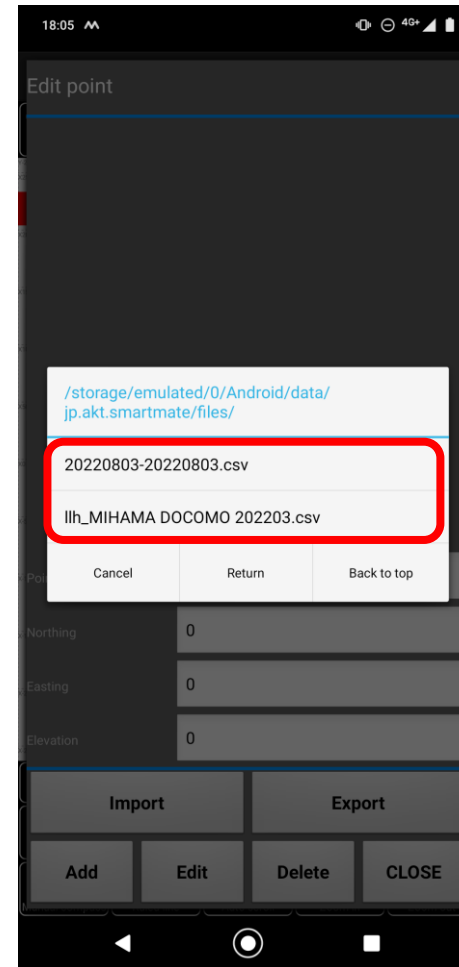 18:05
4G+
Edit point
/storage/emulated/0/Android/data/
jp.akt.smartmate/files/
20220803-20220803.csv
llh_MIHAMA DOCOMO 202203.csv
Cancel Return Back to top
Poi
Northing 0
Easting 0
Elevation 0
Import Export
Add Edit Delete CLOSE